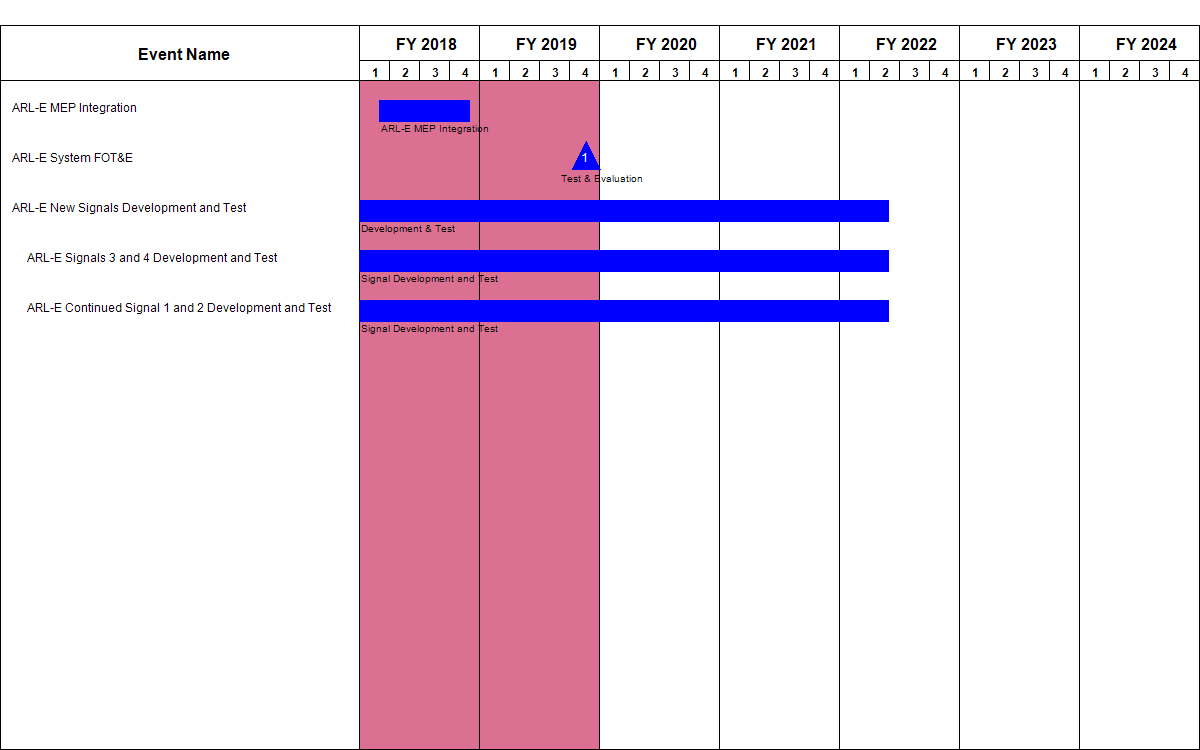 Event Name
FY 2018 FY 2019 FY 2020 FY 2021 FY 2022 FY 2023 FY 2024
1 2 3 4 1 2 3 4 1 2 3 4 1 2 3 4 1 2 3 4 1 2 3 4 1 2 3 4
ARL-E MEP Integration
ARL-E MEP Integration
ARL-E System FOT&E
1
Test & Evaluation
ARL-E New Signals Development and Test
Development & Test
ARL-E Signals 3 and 4 Development and Test
Signal Development and Test
ARL-E Continued Signal 1 and 2 Development and Test
Signal Development and Test